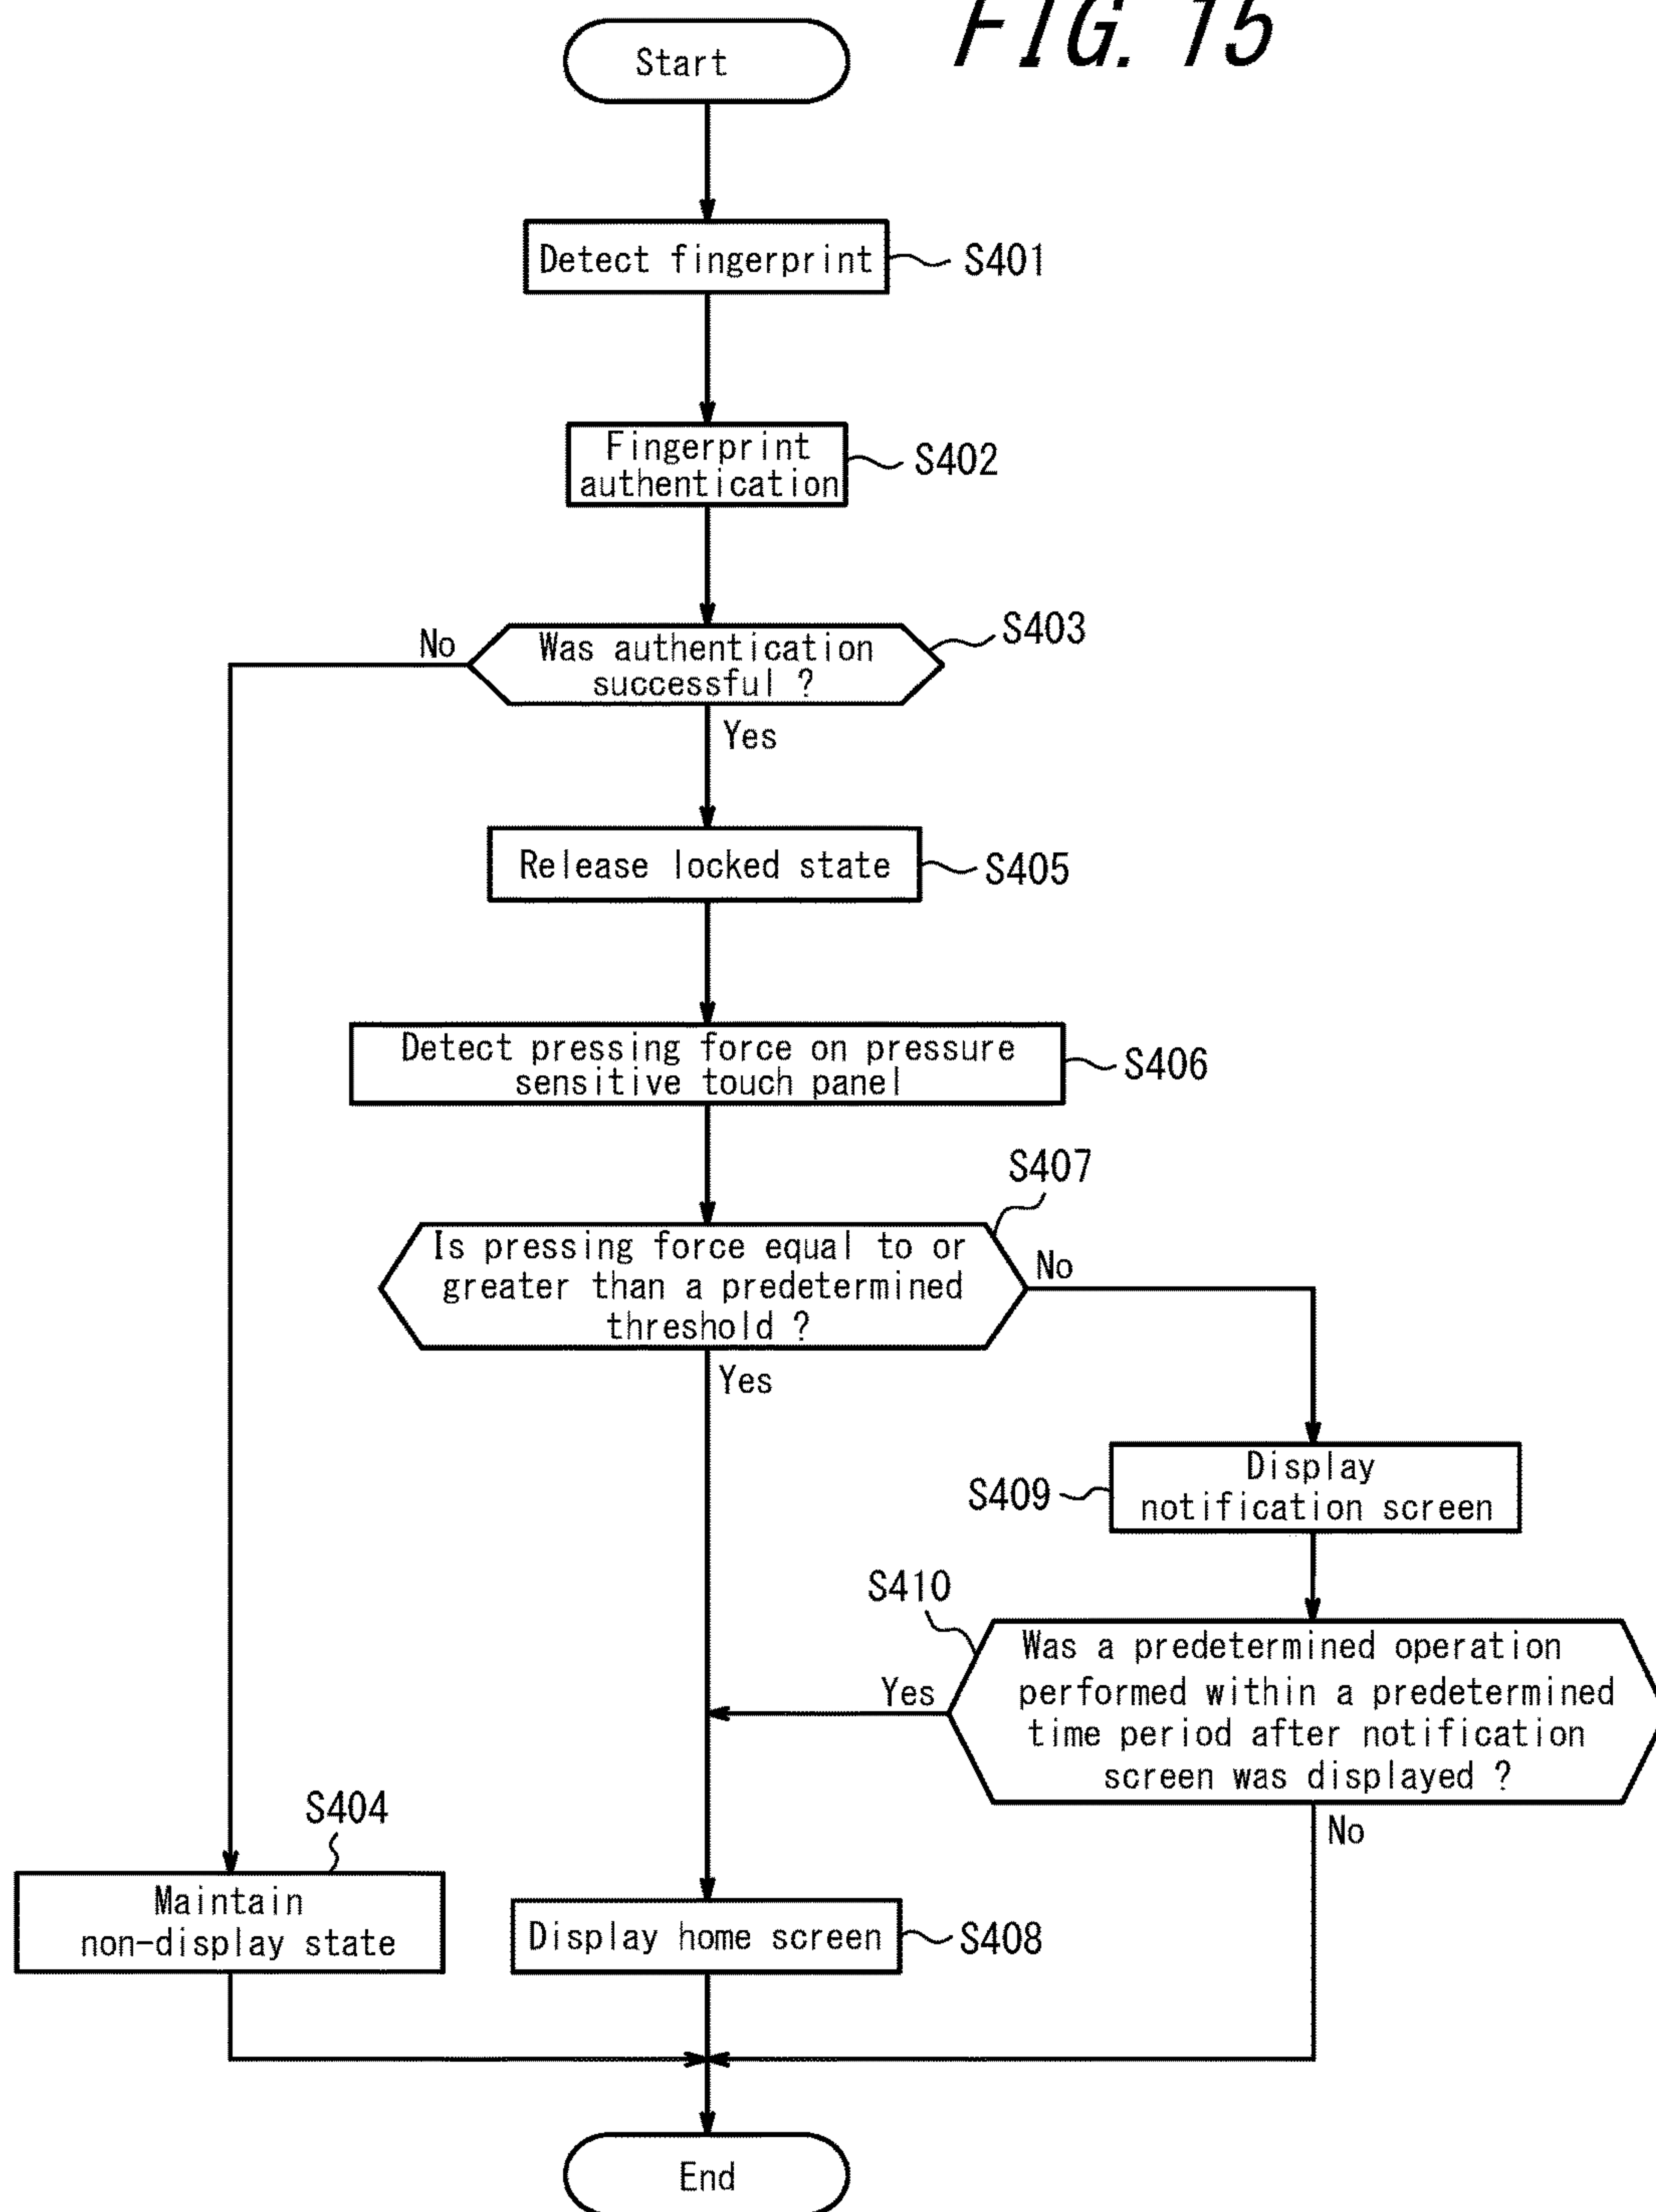 FIG. 15
Start
Detect fingerprint
S401
Fingerprint
authentication
S402
Was authentication
successful ?
S403
No
Yes
Release locked state
S405
Detect pressing force on pressure
sensitive touch panel
S406
S407
Is pressing force equal to or
greater than a predetermined
threshold ?
No
Yes
Display
notification screen
S409
S410
Was a predetermined operation
performed within a predetermined
time period after notification
screen was displayed ?
Yes
No
S404
Maintain
non-display state
Display home screen
S408
End